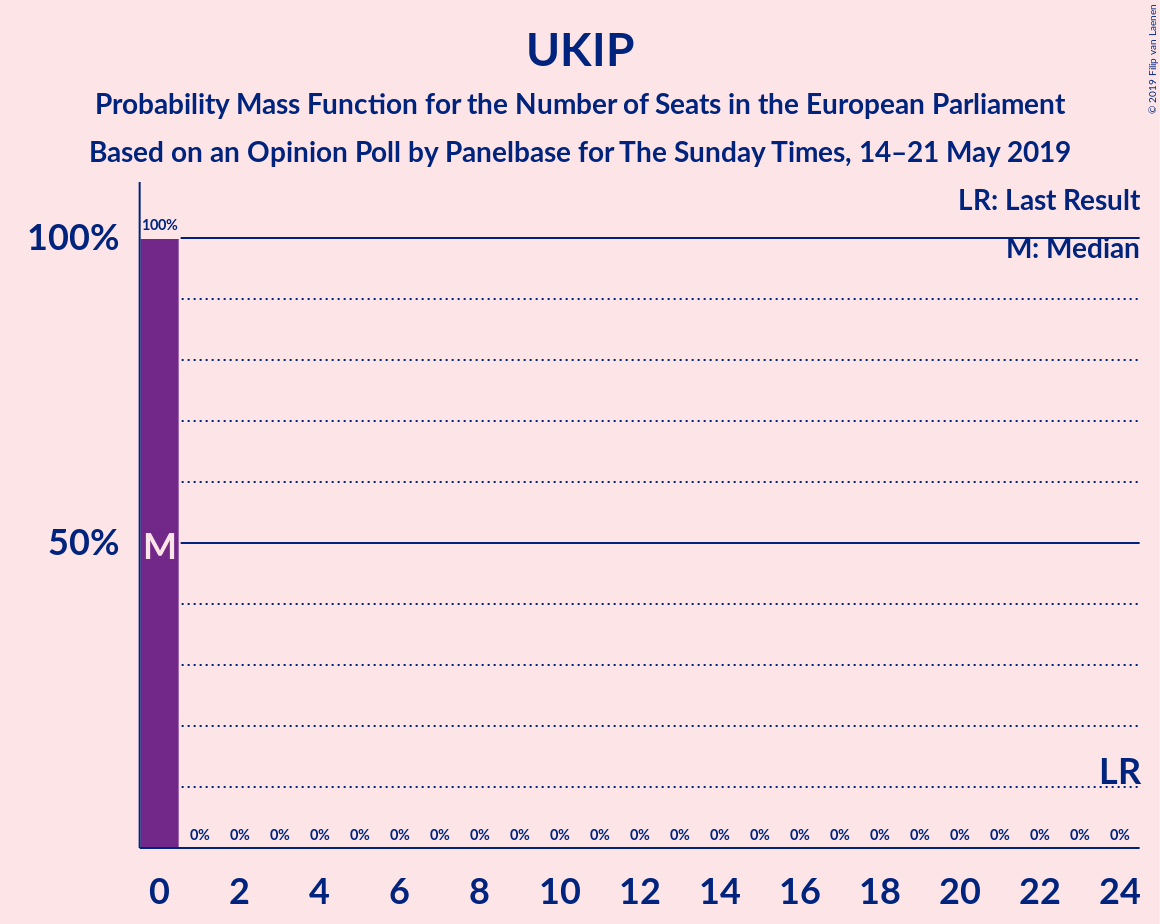 UKIP
Probability Mass Function for the Number of Seats in the European Parliament
Based on an Opinion Poll by Panelbase for The Sunday Times, 14–21 May 2019
© 2019 Filip van Laenen
LR: Last Result
M: Median
100%
100%
50%
M
LR
0% 0% 0% 0% 0% 0% 0% 0% 0% 0% 0% 0% 0% 0% 0% 0% 0% 0% 0% 0% 0% 0% 0% 0%
0 2 4 6 8 10 12 14 16 18 20 22 24